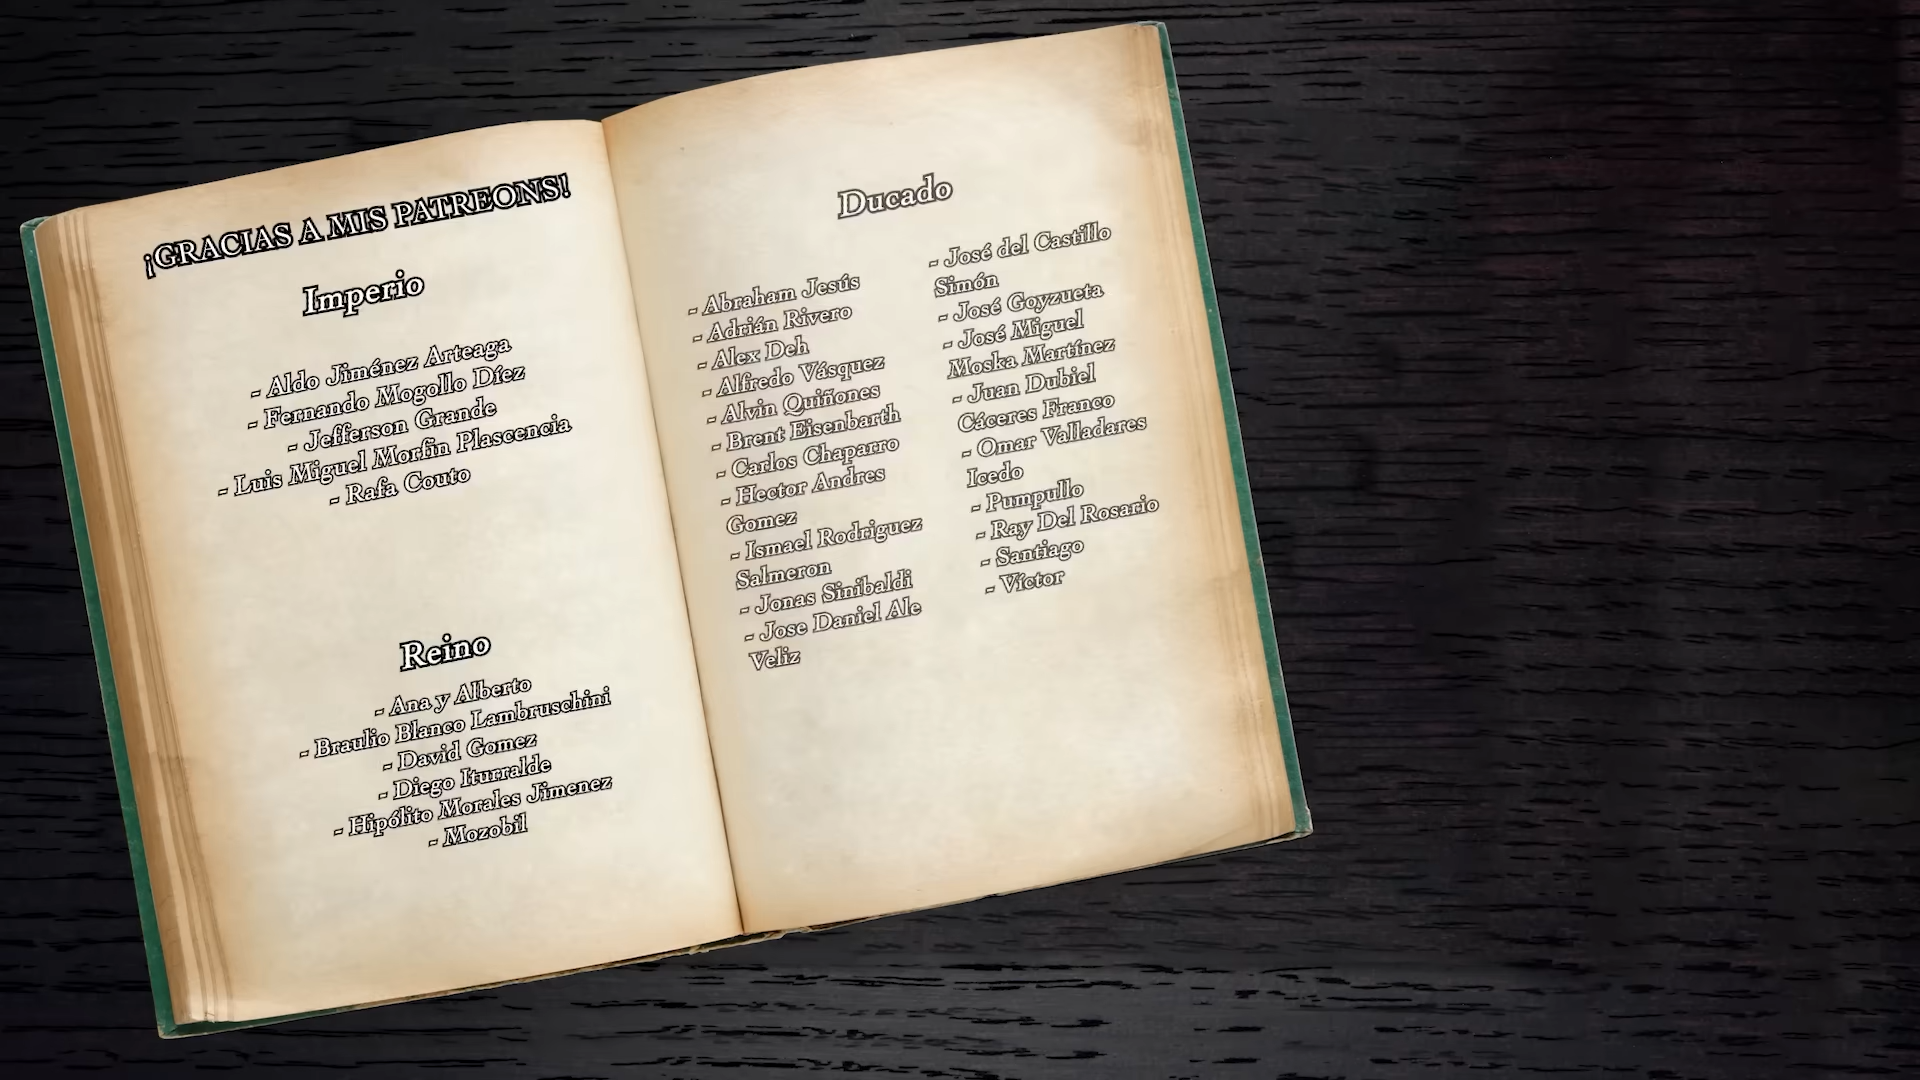 ¡GRACIAS A MIS PATREONS!
Imperio
- Aldo Jiménez Arteaga
- Fernando Mogollo Díez
- Jefferson Grande
- Luis Miguel Morfin Plascencia
- Rafa Couto
Reino
- Ana y Alberto
- Braulio Blanco Lambruschini
- David Gomez
- Diego Iturralde
- Hipólito Morales Jimenez
- Mozobil
Ducado
- Abraham Jesús
- Adrián Rivero
- Alex Deh
- Alfredo Vásquez
- Alvin Quiñones
- Brent Eisenbarth
- Carlos Chaparro
- Hector Andres
Gomez
- Ismael Rodriguez
Salmeron
- Jonas Sinibaldi
- Jose Daniel Ale
Veliz
- José del Castillo
Simón
- José Goyzueta
- José Miguel
Moska Martínez
- Juan Dubiel
Cáceres Franco
- Omar Valladares
Icedo
- Pumpullo
- Ray Del Rosario
- Santiago
- Víctor